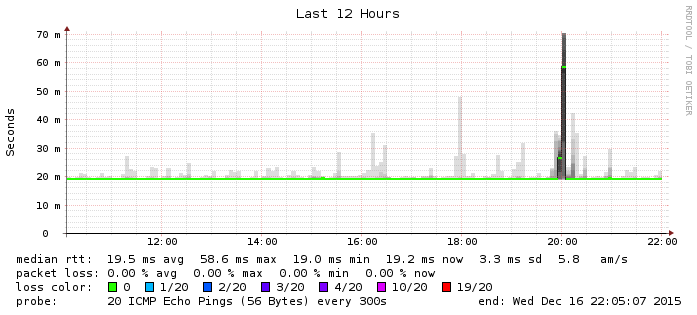 Last 12 Hours
RRDTOOL / TOBI OETIKER
Seconds
70 m
60 m
50 m
40 m
30 m
20 m
10 m
0
12:00 14:00 16:00 18:00 20:00 22:00
median rtt: 19.5 ms avg 58.6 ms max 19.0 ms min 19.2 ms now 3.3 ms sd 5.8 am/s
packet loss: 0.00 % avg 0.00 % max 0.00 % min 0.00 % now
loss color: 0 1/20 2/20 3/20 4/20 10/20 19/20
probe: 20 ICMP Echo Pings (56 Bytes) every 300s end: Wed Dec 16 22:05:07 2015